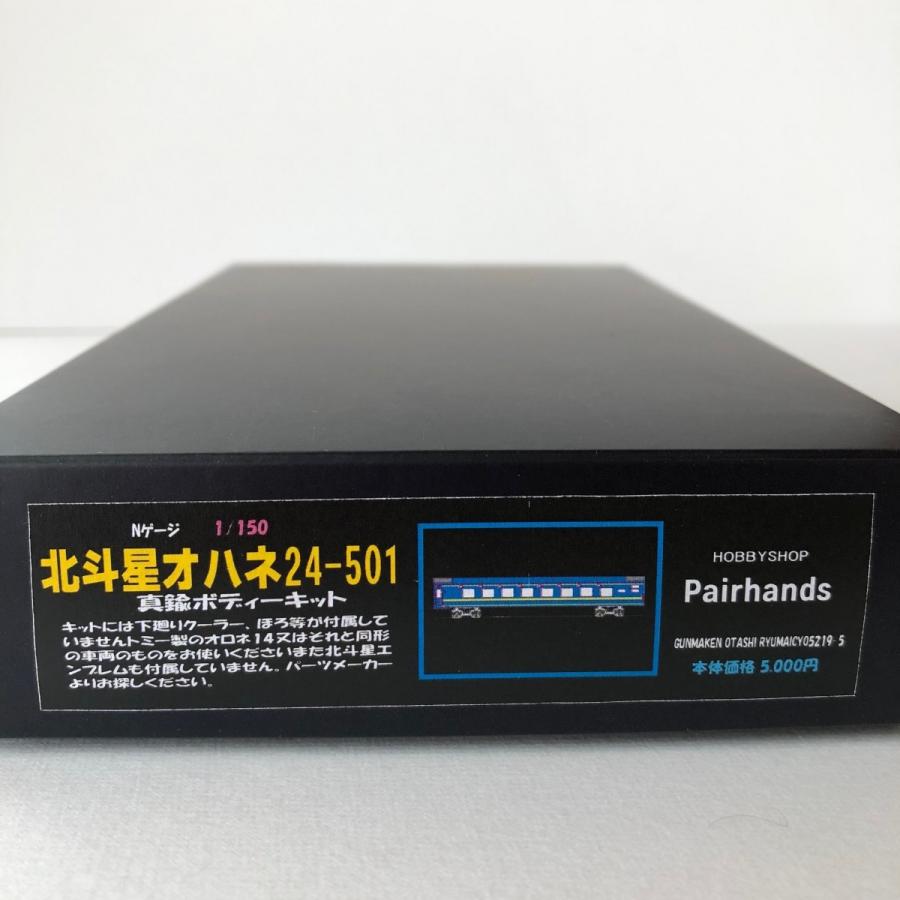 Nゲージ 1/150
北斗星オハネ24-501
真鍮ボディーキット
キットには下廻りクーラー、ほろ等が付属して
いませんトミー製のオロネ14又はそれと同形
の車両のものをお使いくださいまた北斗星エ
ンブレムも付属していません。パーツメーカー
よりお探しください。
HOBBYSHOP
Pairhands
GUNMAKEN OTASHI RYUMAICYO5219-5
本体価格 5.000円